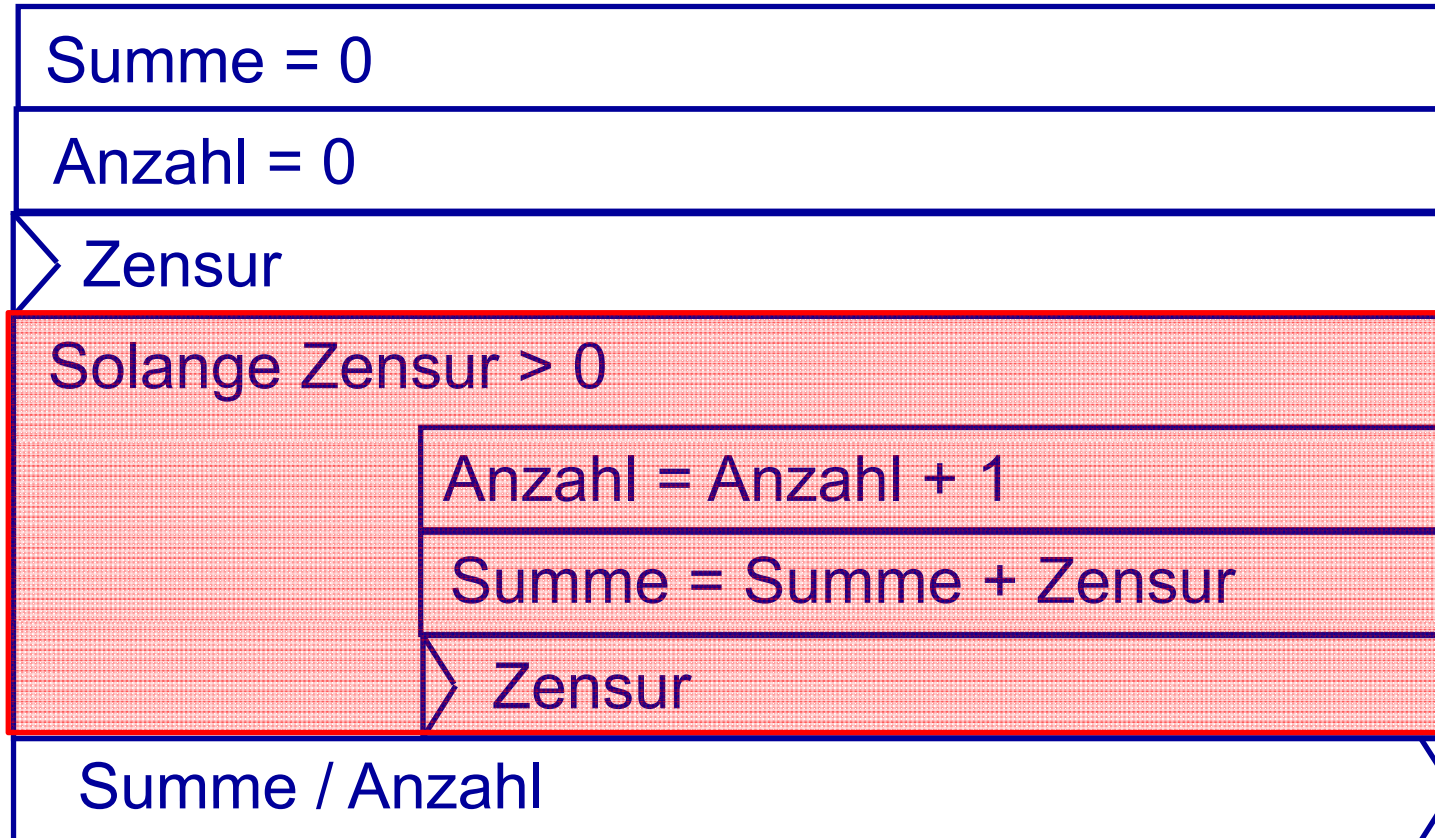 Summe = 0
Anzahl = 0
Zensur
Solange Zensur > 0
Anzahl = Anzahl + 1
Summe = Summe + Zensur
Zensur
Summe / Anzahl